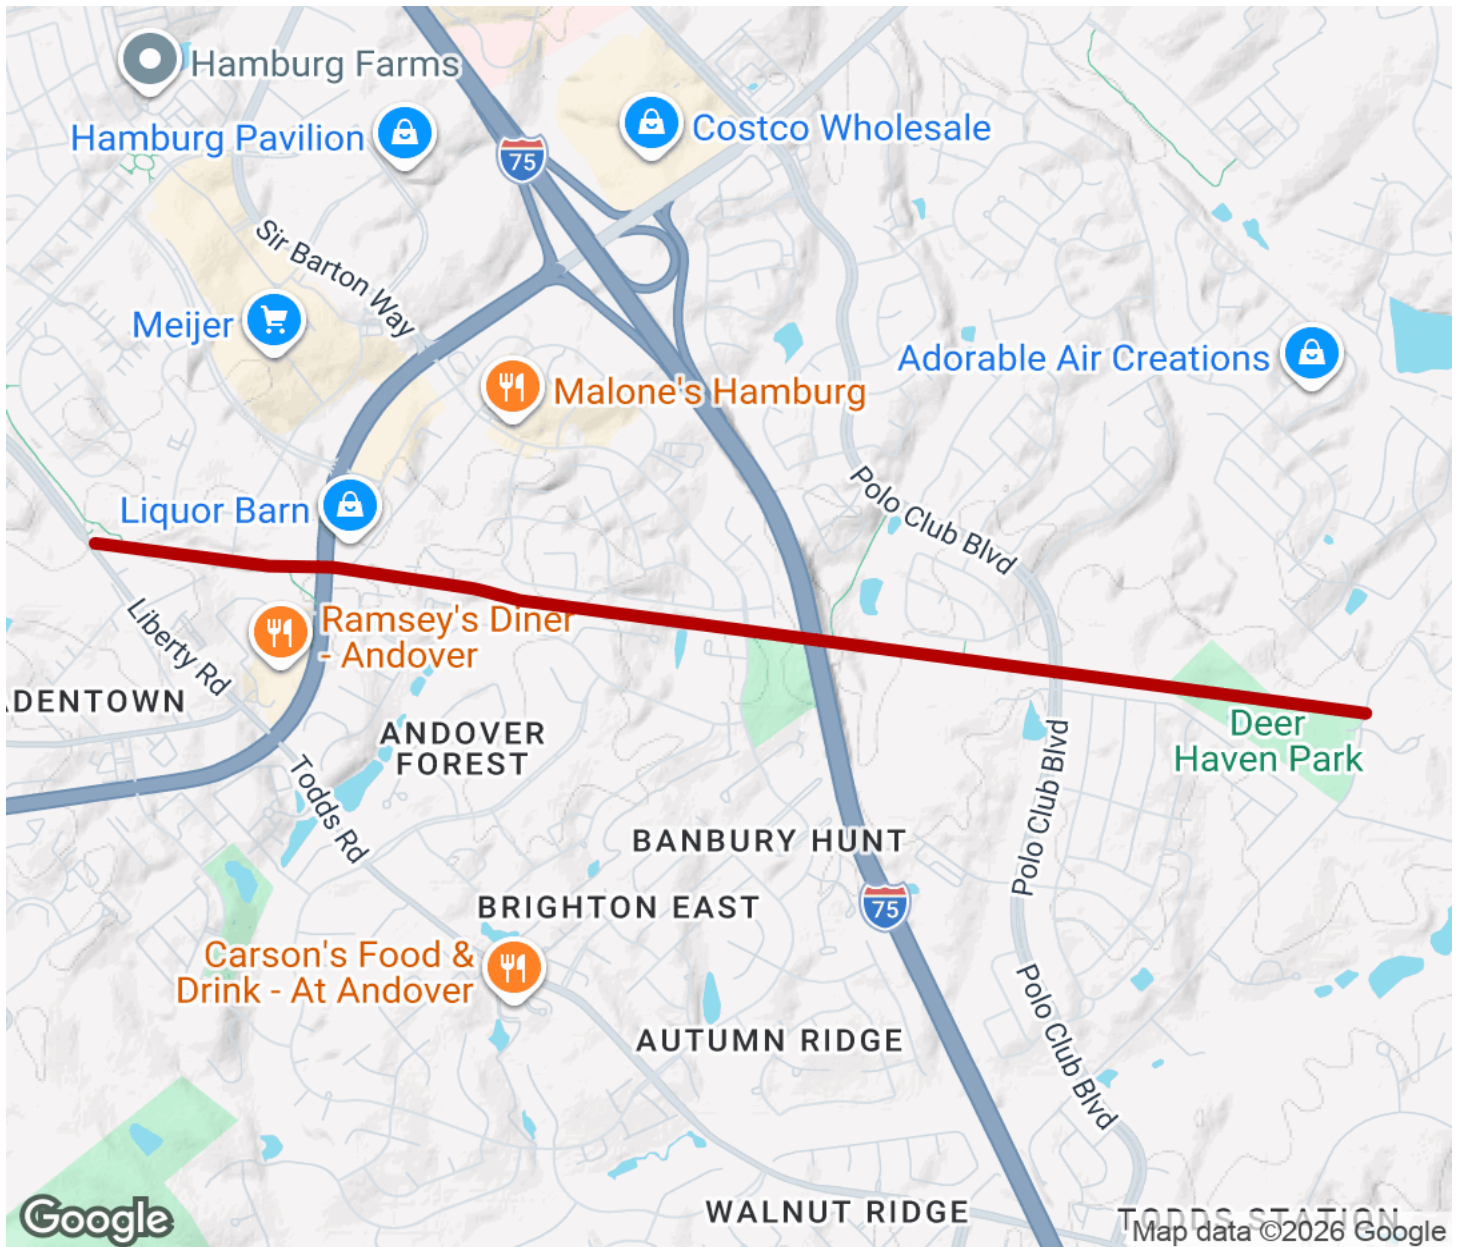 Hamburg Farms
Hamburg Pavilion
75
Costco Wholesale
Sir Barton Way
Meijer
Malone's Hamburg
Adorable Air Creations
Liquor Barn
Polo Club Blvd
Liberty Rd
Ramsey's Diner
- Andover
ADENTOWN
ANDOVER
FOREST
Deer
Haven Park
Todds Rd
Polo Club Blvd
BANBURY HUNT
75
BRIGHTON EAST
Carson's Food &
Drink - At Andover
Polo Club Blvd
AUTUMN RIDGE
WALNUT RIDGE
TODDS STATION
Google
Map data ©2026 Google